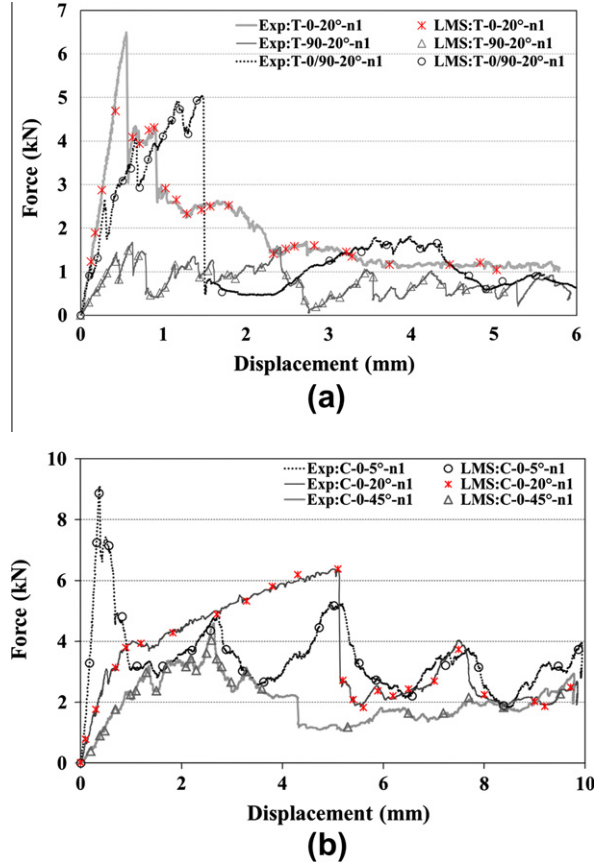 (a)
Exp:T-0-20°-n1 LMS:T-0-20°-n1
Exp:T-90-20°-n1 LMS:T-90-20°-n1
Exp:T-0/90-20°-n1 LMS:T-0/90-20°-n1
7
6
5
4
3
2
1
0
Force (kN)
0 1 2 3 4 5 6
Displacement (mm)
(a)
Exp:C-0-5°-n1 LMS:C-0-5°-n1
Exp:C-0-20°-n1 LMS:C-0-20°-n1
Exp:C-0-45°-n1 LMS:C-0-45°-n1
10
8
6
4
2
0
Force (kN)
0 2 4 6 8 10
Displacement (mm)
(b)